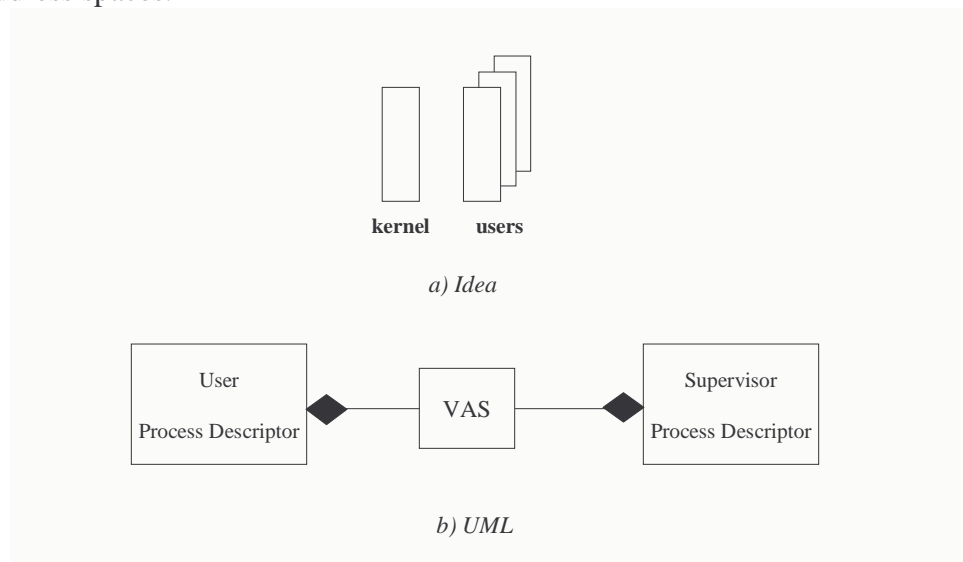 kernel users
a) Idea
User
Process Descriptor
VAS
Supervisor
Process Descriptor
b) UML